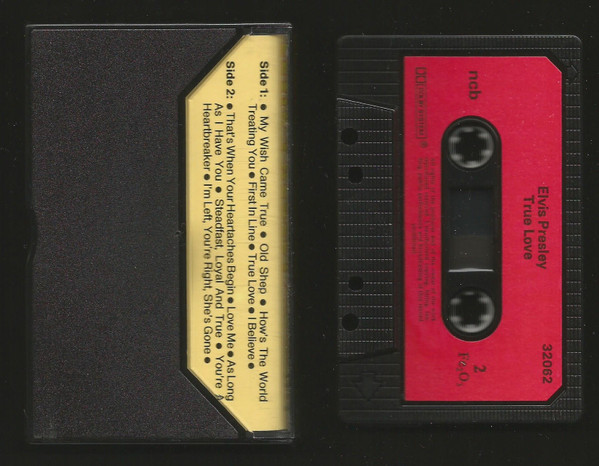 Side 1: ● My Wish Came True ● Old Shep ● How's The World
Treating You ● First In Line ● True Love ● I Believe ●
Side 2: ● That's When Your Heartaches Begin ● Love Me ● As Long
As I Have You ● Steadfast, Loyal And True ● You're A
Heartbreaker ● I'm Left, You're Right, She's Gone ●
Elvis Presley
True Love
32062
ncb
2
Fe₂O₃